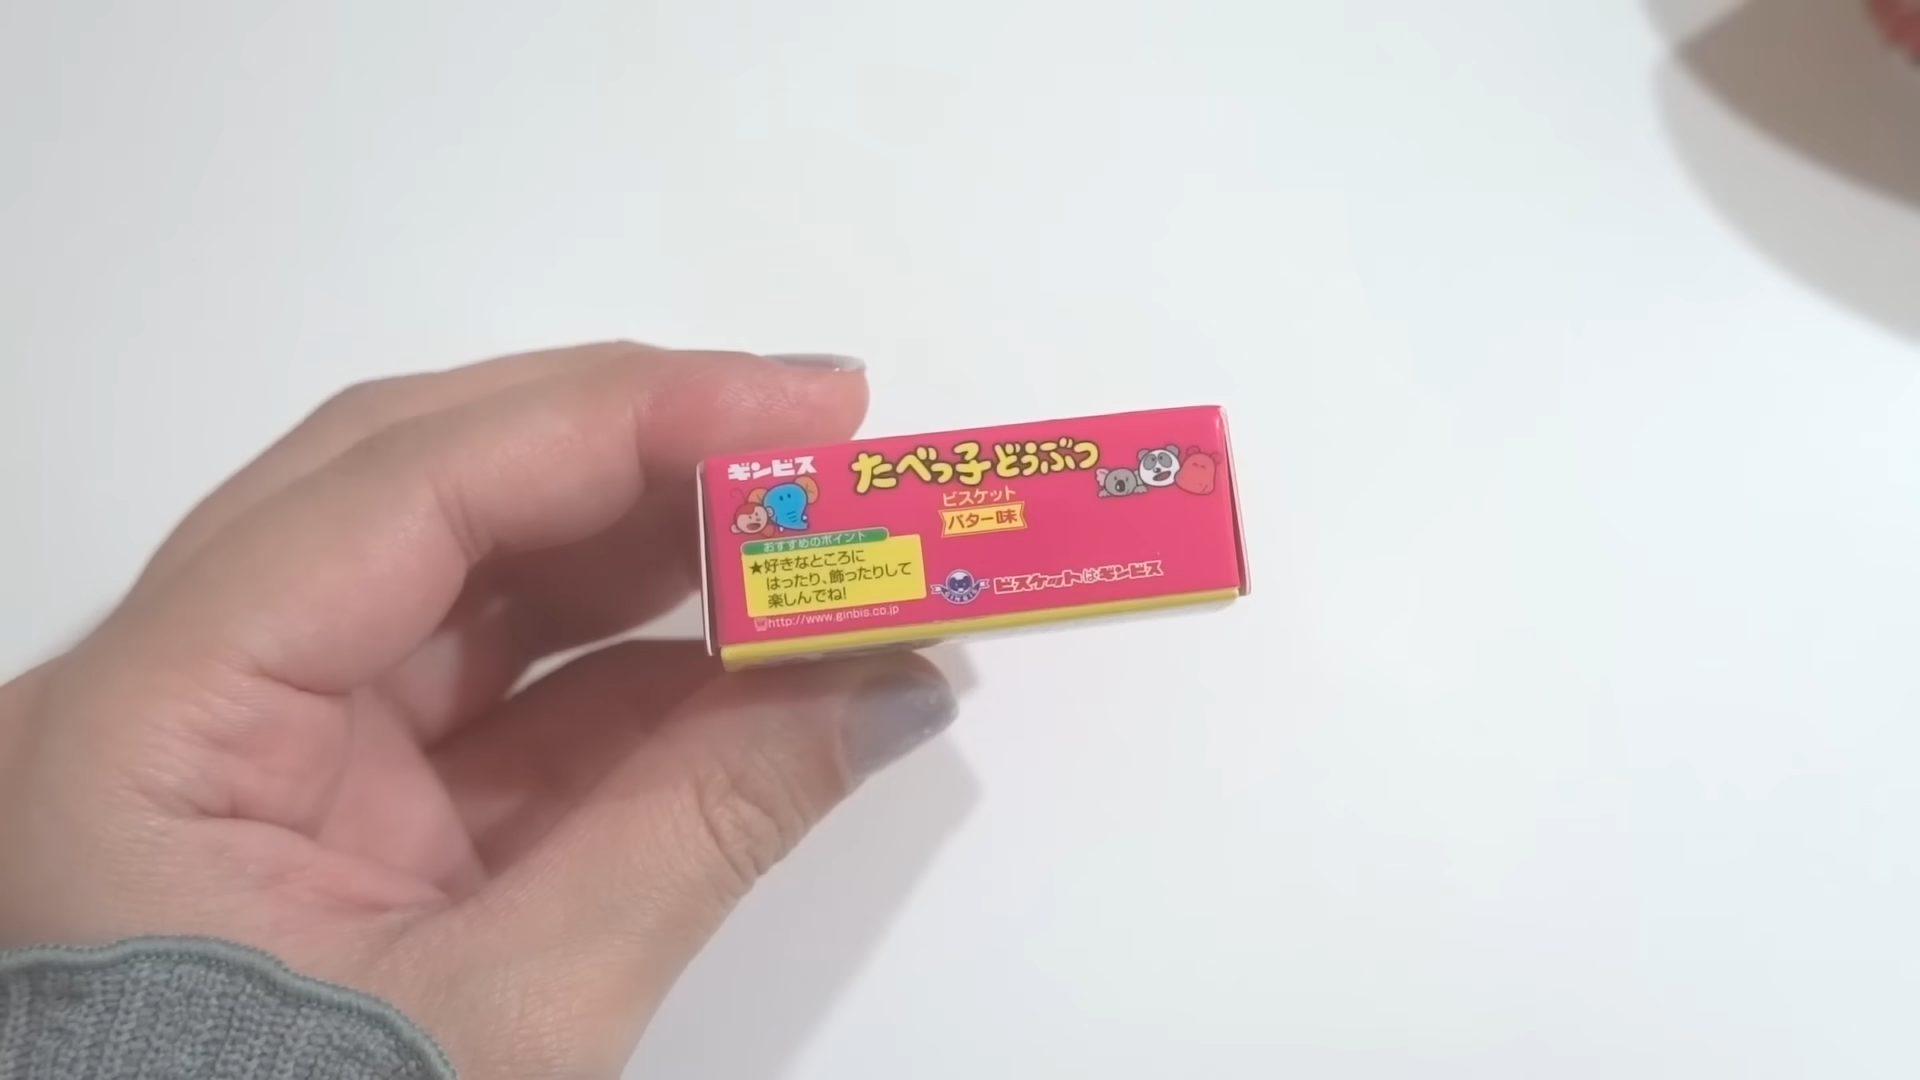 ギンビス
たべっ子どうぶつ
ビスケット
バター味
おすすめのポイント
★好きなところに
はったり、飾ったりして
楽しんでね!
http://www.ginbis.co.jp
GINBIS
ビスケットはギンビス